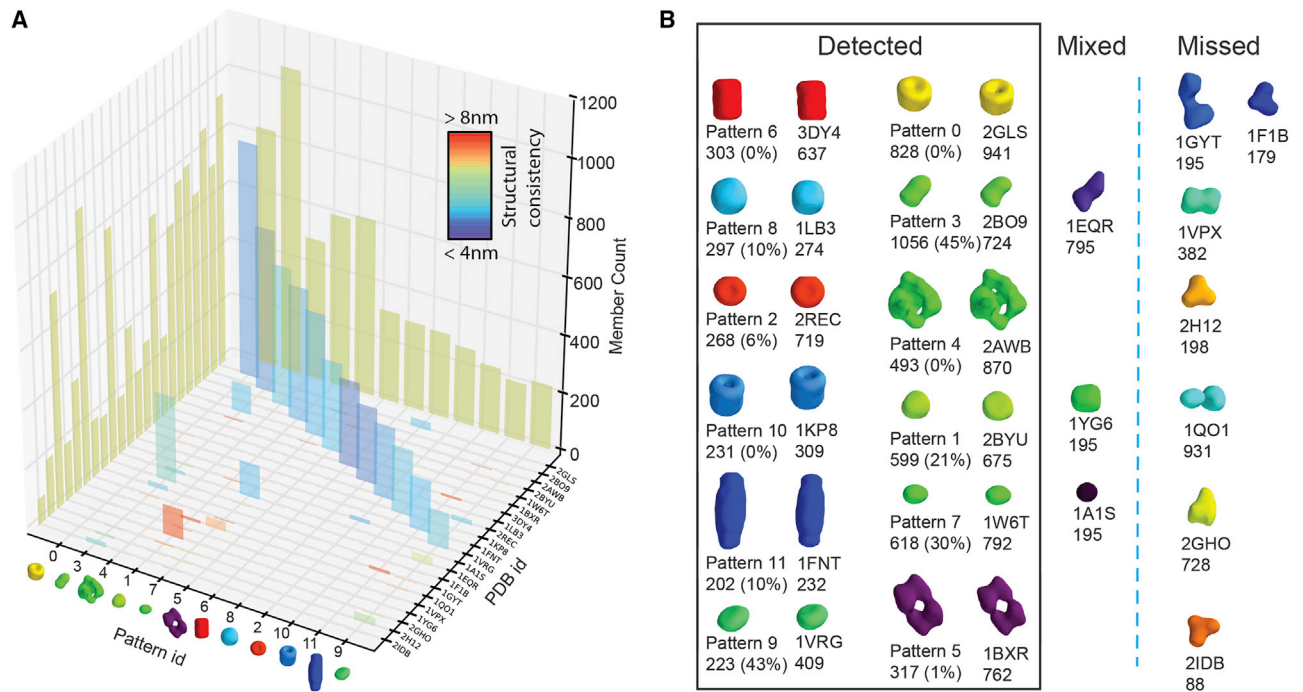 A
> 8nm
Structural
consistency
< 4nm
1200
1000
800
600
400
200
0
Member Count
2GLS
2BO9
2AWB
2BYU
1W6T
1BXR
3DY4
1LB3
2REC
1KP8
1FNT
1VRG
1A1S
1EQR
1F1B
1GYT
1QO1
1VPX
1YG6
2GHO
2H12
2IDB
PDB id
0
3
4
1
7
5
6
8
2
10
11
9
Pattern id
B
Detected
Mixed
Missed
Pattern 6
303 (0%)
3DY4
637
Pattern 0
828 (0%)
2GLS
941
Pattern 8
297 (10%)
1LB3
274
Pattern 3
1056 (45%)
2BO9
724
Pattern 2
268 (6%)
2REC
719
Pattern 4
493 (0%)
2AWB
870
Pattern 10
231 (0%)
1KP8
309
Pattern 1
599 (21%)
2BYU
675
Pattern 11
202 (10%)
1FNT
232
Pattern 7
618 (30%)
1W6T
792
Pattern 9
223 (43%)
1VRG
409
Pattern 5
317 (1%)
1BXR
762
1EQR
795
1YG6
195
1A1S
195
1GYT
195
1F1B
179
1VPX
382
2H12
198
1QO1
931
2GHO
728
2IDB
88